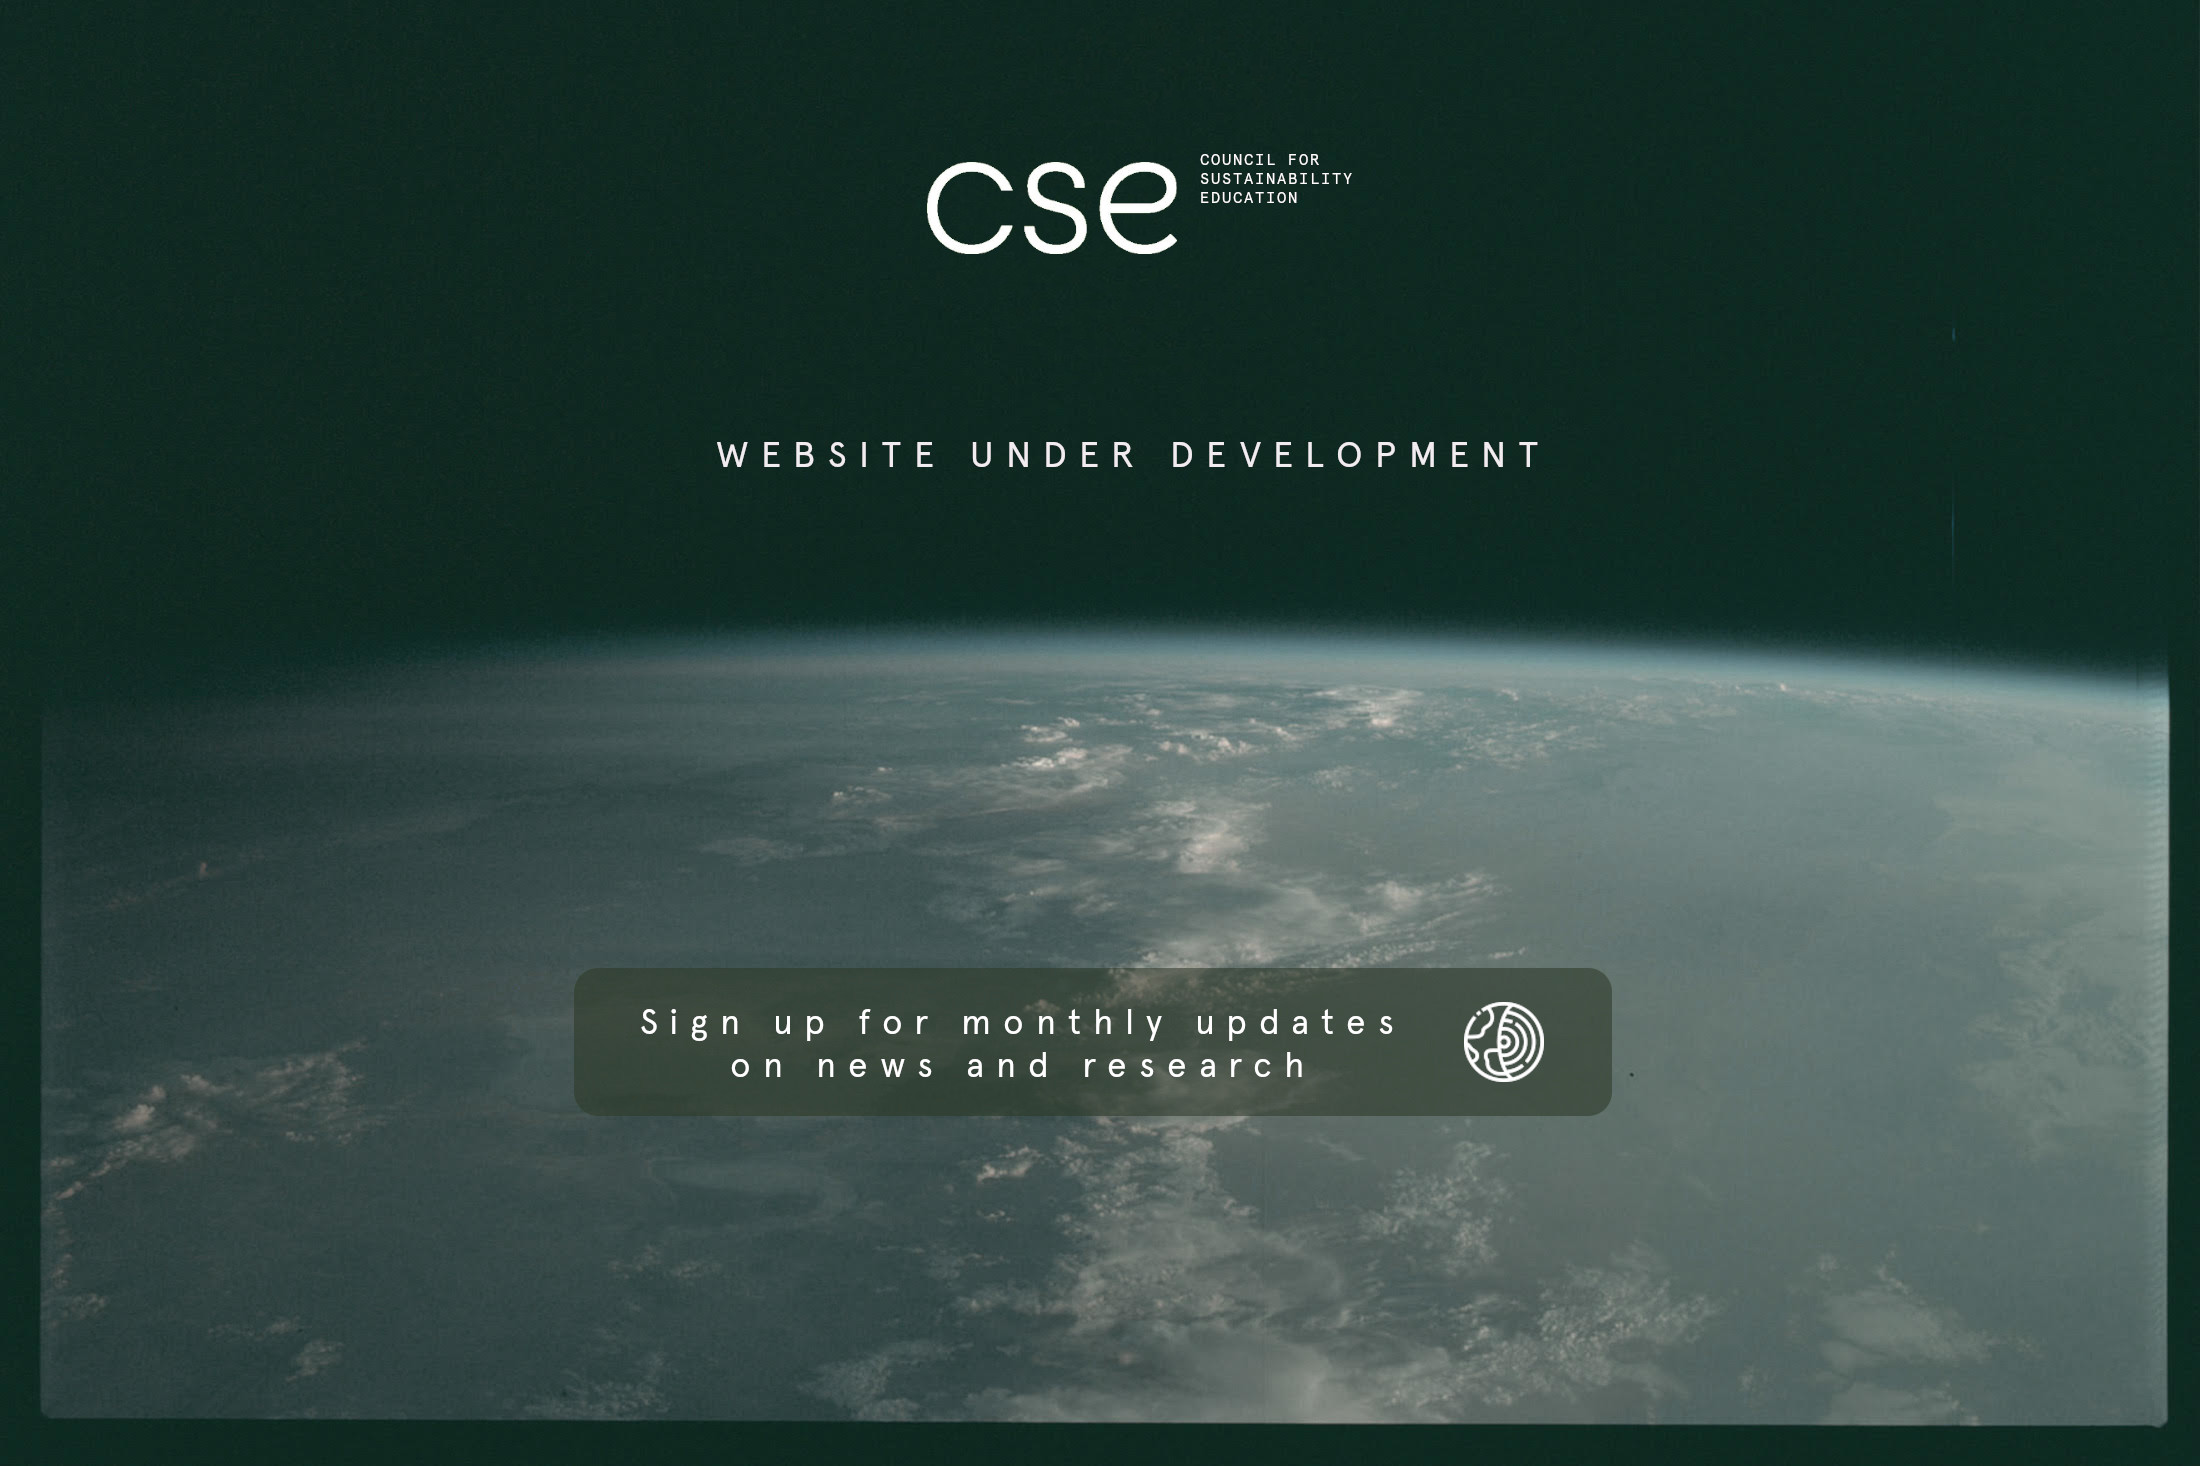 cse
COUNCIL FOR
SUSTAINABILITY
EDUCATION
WEBSITE UNDER DEVELOPMENT
Sign up for monthly updates
on news and research